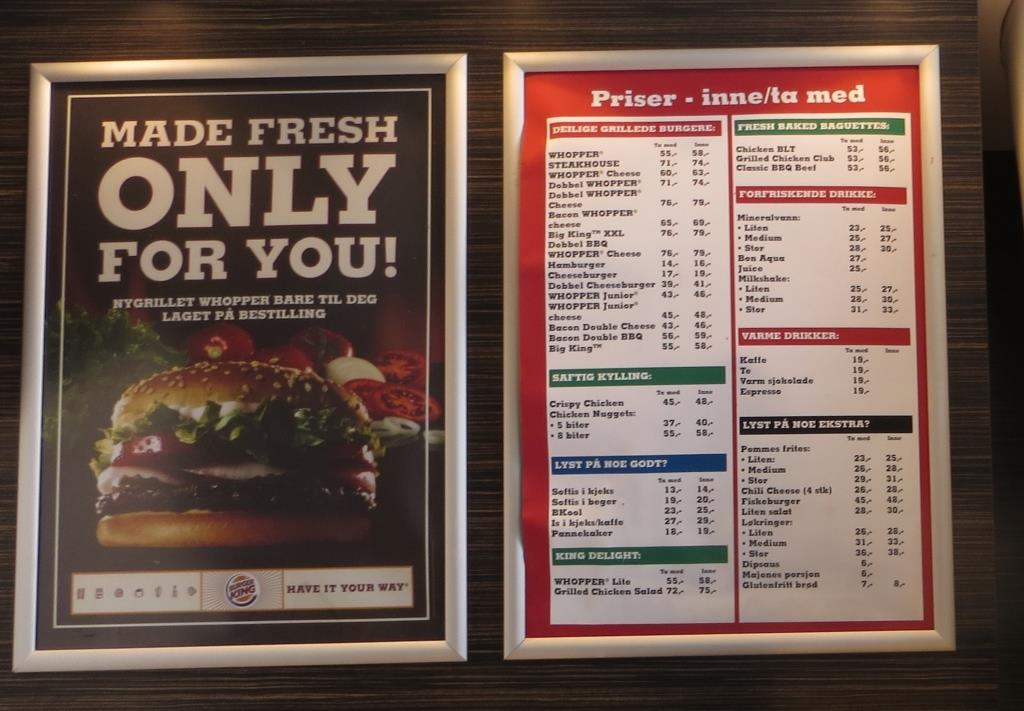 MADE FRESH
ONLY
FOR YOU!
NYGRILLET WHOPPER BARE TIL DEG
LAGET PÅ BESTILLING
BURGER
KING
HAVE IT YOUR WAY®
Priser - inne/ta med
DEILIGE GRILLEDE BURGERE:
Ta med Inne
WHOPPER® 55,- 58,-
STEAKHOUSE 71,- 74,-
WHOPPER® Cheese 60,- 63,-
Dobbel WHOPPER® 71,- 74,-
Dobbel WHOPPER®
Cheese 76,- 79,-
Bacon WHOPPER®
cheese 65,- 69,-
Big King™ XXL 76,- 79,-
Dobbel BBQ
WHOPPER® Cheese 76,- 79,-
Hamburger 14,- 16,-
Cheeseburger 17,- 19,-
Dobbel Cheeseburger 39,- 41,-
WHOPPER Junior® 43,- 46,-
WHOPPER Junior®
cheese 45,- 48,-
Bacon Double Cheese 43,- 46,-
Bacon Double BBQ 56,- 59,-
Big King™ 55,- 58,-
SAFTIG KYLLING:
Ta med Inne
Crispy Chicken 45,- 48,-
Chicken Nuggets:
• 5 biter 37,- 40,-
• 8 biter 55,- 58,-
LYST PÅ NOE GODT?
Ta med Inne
Softis i kjeks 13,- 14,-
Softis i beger 19,- 20,-
BKool 23,- 25,-
Is i kjeks/kaffe 27,- 29,-
Pannekaker 18,- 19,-
KING DELIGHT:
Ta med Inne
WHOPPER® Lite 55,- 58,-
Grilled Chicken Salad 72,- 75,-
FRESH BAKED BAGUETTES:
Ta med Inne
Chicken BLT 53,- 56,-
Grilled Chicken Club 53,- 56,-
Classic BBQ Beef 53,- 56,-
FORFRISKENDE DRIKKE:
Ta med Inne
Mineralvann:
• Liten 23,- 25,-
• Medium 25,- 27,-
• Stor 28,- 30,-
Bon Aqua 27,-
Juice 25,-
Milkshake:
• Liten 25,- 27,-
• Medium 28,- 30,-
• Stor 31,- 33,-
VARME DRIKKER:
Ta med Inne
Kaffe 19,-
Te 19,-
Varm sjokolade 19,-
Espresso 19,-
LYST PÅ NOE EKSTRA?
Ta med Inne
Pommes frites:
• Liten: 23,- 25,-
• Medium 26,- 28,-
• Stor 29,- 31,-
Chili Cheese (4 stk) 26,- 28,-
Fiskeburger 45,- 48,-
Liten salat 28,- 30,-
Løkringer:
• Liten 26,- 28,-
• Medium 31,- 33,-
• Stor 36,- 38,-
Dipsaus 6,-
Majones porsjon 6,-
Glutenfritt brød 7,- 8,-